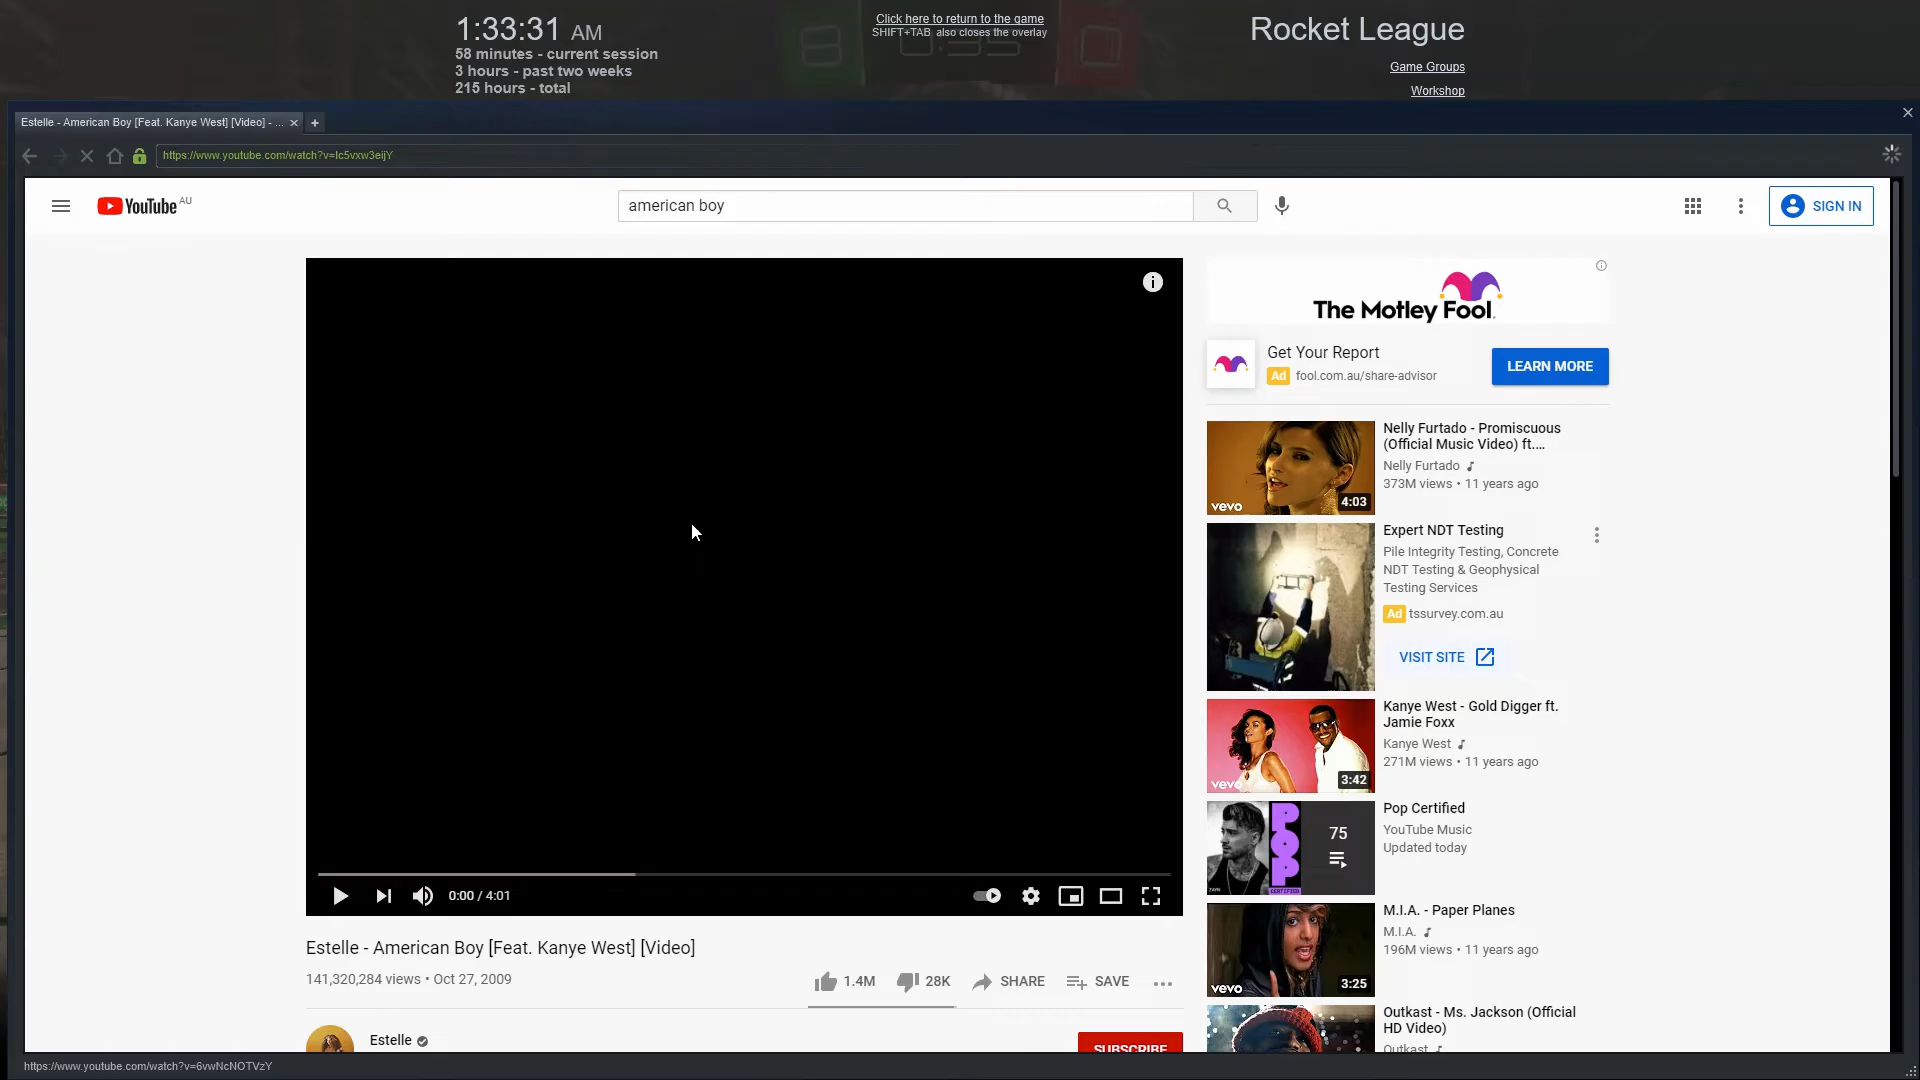 1:33:31 AM
58 minutes - current session
3 hours - past two weeks
215 hours - total
Click here to return to the game
SHIFT+TAB also closes the overlay
Rocket League
Game Groups
Workshop
Estelle - American Boy [Feat. Kanye West] [Video] - ...
https://www.youtube.com/watch?v=Ic5vxw3eijY
YouTube AU
american boy
SIGN IN
The Motley Fool.
Get Your Report
Ad fool.com.au/share-advisor
LEARN MORE
Nelly Furtado - Promiscuous
(Official Music Video) ft....
Nelly Furtado
373M views • 11 years ago
vevo
4:03
Expert NDT Testing
Pile Integrity Testing, Concrete
NDT Testing & Geophysical
Testing Services
Ad tssurvey.com.au
VISIT SITE
Kanye West - Gold Digger ft.
Jamie Foxx
Kanye West
271M views • 11 years ago
vevo
3:42
Pop Certified
YouTube Music
Updated today
75
POP
CERTIFIED
M.I.A. - Paper Planes
M.I.A.
196M views • 11 years ago
vevo
3:25
Outkast - Ms. Jackson (Official
HD Video)
Outkast
0:00 / 4:01
Estelle - American Boy [Feat. Kanye West] [Video]
141,320,284 views • Oct 27, 2009
1.4M
28K
SHARE
SAVE
Estelle
SUBSCRIBE
https://www.youtube.com/watch?v=6vwNcNOTVzY